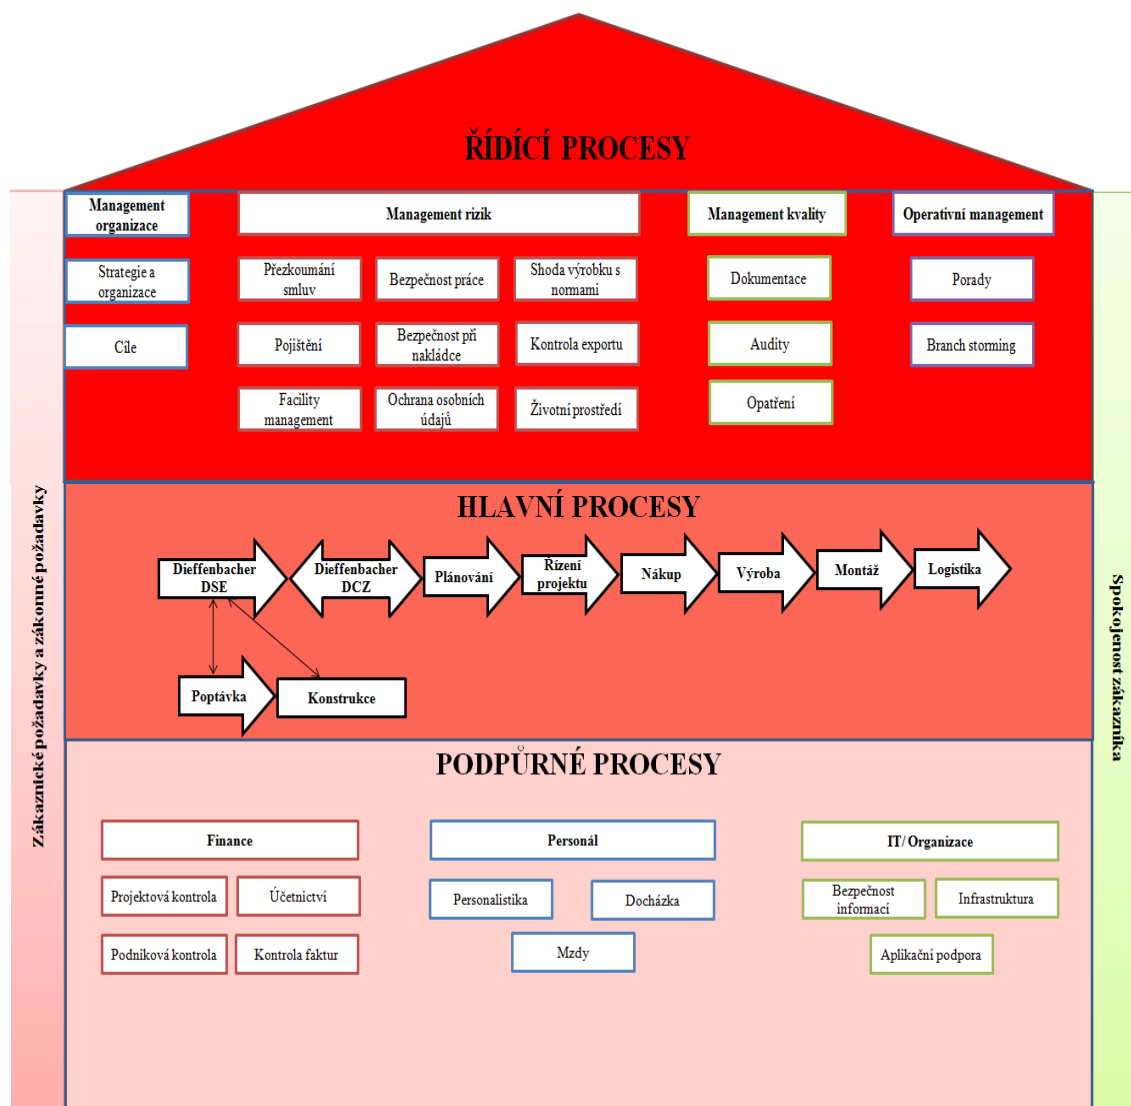 ŘÍDÍCÍ PROCESY
Management
organizace
Management rizik
Management kvality
Operativní management
Strategie a
organizace
Přezkoumání
smluv
Bezpečnost práce
Shoda výrobku s
normami
Dokumentace
Porady
Cíle
Pojištění
Bezpečnost při
nakládce
Kontrola exportu
Audity
Branch storming
Facility
management
Ochrana osobních
údajů
Životní prostředí
Opatření
HLAVNÍ PROCESY
Dieffenbacher
DSE
Dieffenbacher
DCZ
Plánování
Řízení
projektu
Nákup
Výroba
Montáž
Logistika
Poptávka
Konstrukce
PODPŮRNÉ PROCESY
Finance
Personál
IT/ Organizace
Projektová kontrola
Účetnictví
Personalistika
Docházka
Bezpečnost
informací
Infrastruktura
Podniková kontrola
Kontrola faktur
Mzdy
Aplikační podpora
Zákaznické požadavky a zákonné požadavky
Spokojenost zákazníka